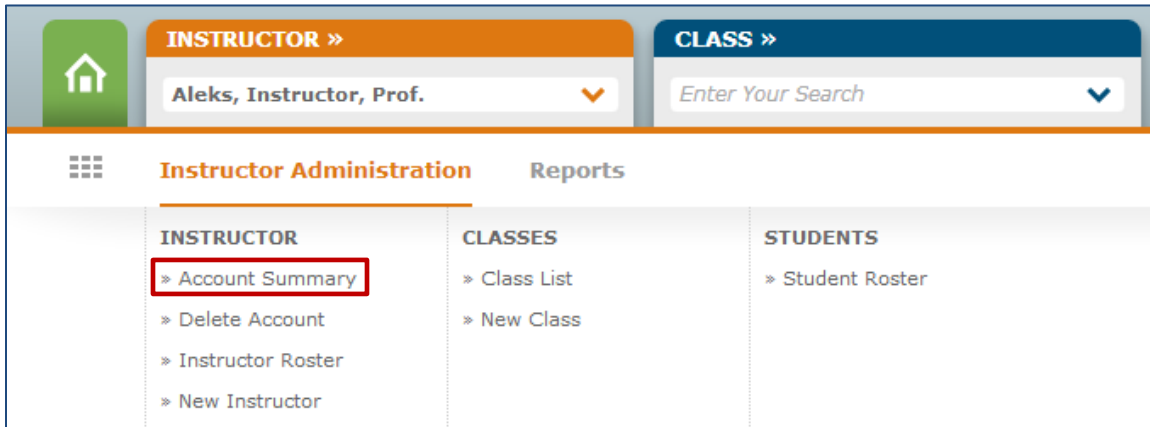 INSTRUCTOR »
CLASS »
Aleks, Instructor, Prof.
Enter Your Search
Instructor Administration
Reports
INSTRUCTOR
» Account Summary
» Delete Account
» Instructor Roster
» New Instructor
CLASSES
» Class List
» New Class
STUDENTS
» Student Roster